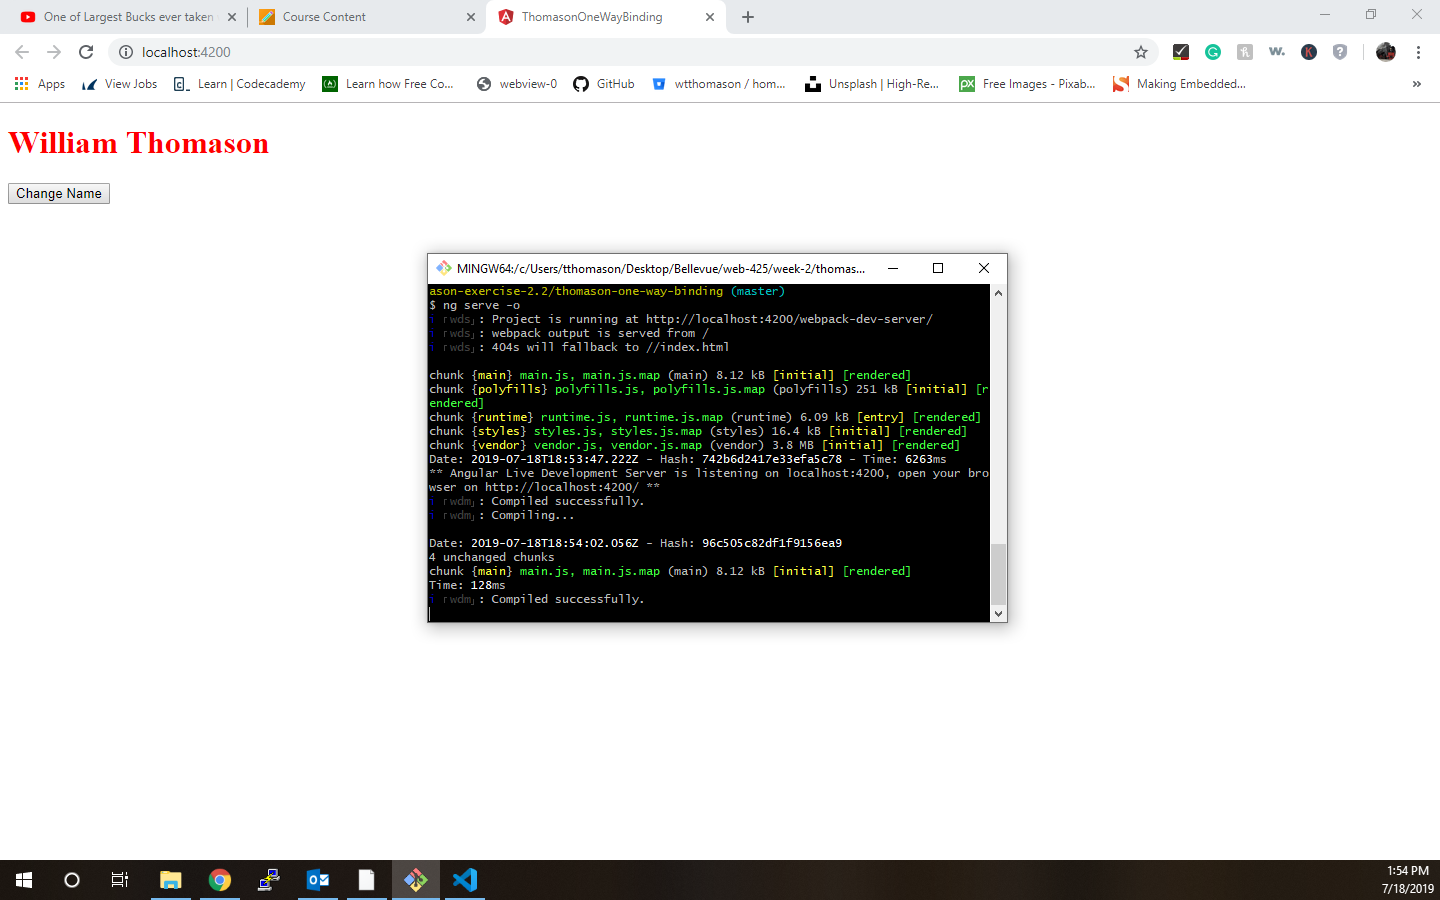 One of Largest Bucks ever taken
Course Content
ThomasonOneWayBinding
localhost:4200
Apps
View Jobs
Learn | Codecademy
Learn how Free Co...
webview-0
GitHub
wtthomason / hom...
Unsplash | High-Re...
Free Images - Pixab...
Making Embedded...
»
William Thomason
Change Name
MINGW64:/c/Users/tthomason/Desktop/Bellevue/web-425/week-2/thomas...
ason-exercise-2.2/thomason-one-way-binding (master)
$ ng serve -o
i ｢wds｣: Project is running at http://localhost:4200/webpack-dev-server/
i ｢wds｣: webpack output is served from /
i ｢wds｣: 404s will fallback to //index.html
chunk {main} main.js, main.js.map (main) 8.12 kB [initial] [rendered]
chunk {polyfills} polyfills.js, polyfills.js.map (polyfills) 251 kB [initial] [r
endered]
chunk {runtime} runtime.js, runtime.js.map (runtime) 6.09 kB [entry] [rendered]
chunk {styles} styles.js, styles.js.map (styles) 16.4 kB [initial] [rendered]
chunk {vendor} vendor.js, vendor.js.map (vendor) 3.8 MB [initial] [rendered]
Date: 2019-07-18T18:53:47.222Z - Hash: 742b6d2417e33efa5c78 - Time: 6263ms
** Angular Live Development Server is listening on localhost:4200, open your bro
wser on http://localhost:4200/ **
i ｢wdm｣: Compiled successfully.
i ｢wdm｣: Compiling...
Date: 2019-07-18T18:54:02.056Z - Hash: 96c505c82df1f9156ea9
4 unchanged chunks
chunk {main} main.js, main.js.map (main) 8.12 kB [initial] [rendered]
Time: 128ms
i ｢wdm｣: Compiled successfully.
1:54 PM
7/18/2019